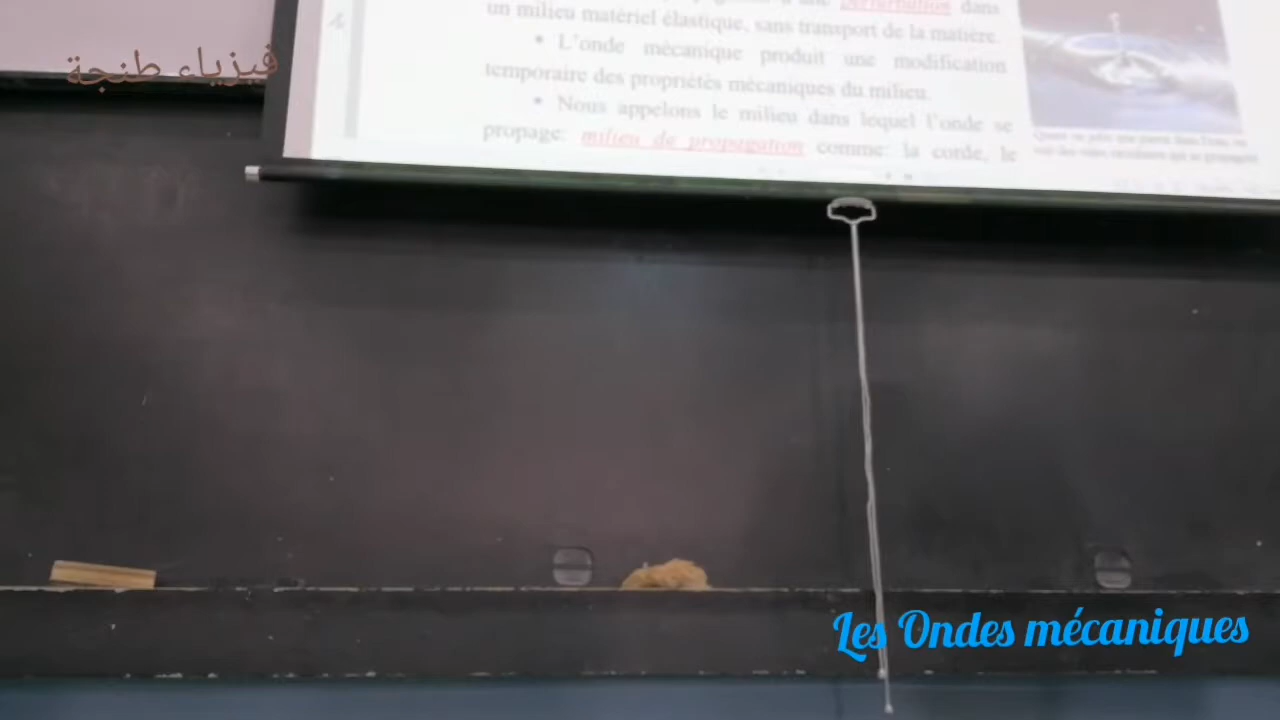 فيزياء طنجة
perturbation dans
un milieu matériel élastique, sans transport de la matière.
• L'onde mécanique produit une modification
temporaire des propriétés mécaniques du milieu.
• Nous appelons le milieu dans lequel l'onde se
propage: milieu de propagation comme: la corde, le
Les Ondes mécaniques